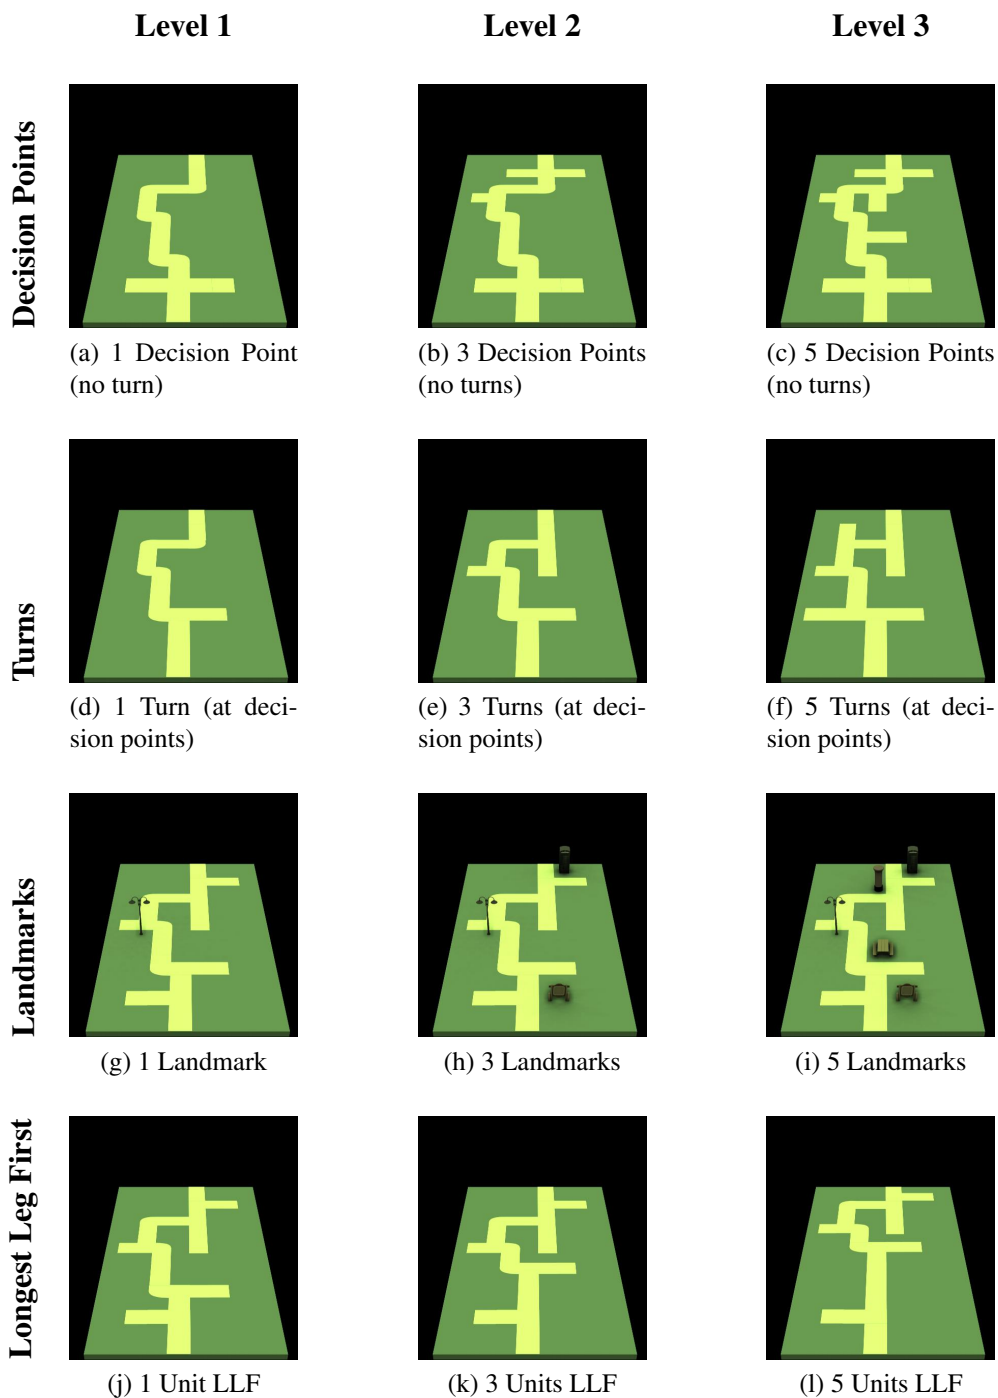 Level 1
Level 2
Level 3
Decision Points
(a) 1 Decision Point
(no turn)
(b) 3 Decision Points
(no turns)
(c) 5 Decision Points
(no turns)
Turns
(d) 1 Turn (at deci-
sion points)
(e) 3 Turns (at deci-
sion points)
(f) 5 Turns (at deci-
sion points)
Landmarks
(g) 1 Landmark
(h) 3 Landmarks
(i) 5 Landmarks
Longest Leg First
(j) 1 Unit LLF
(k) 3 Units LLF
(l) 5 Units LLF